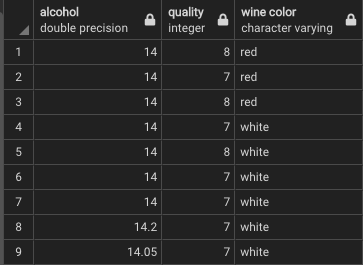 alcohol quality wine color
double precision integer character varying
1 14 8 red
2 14 7 red
3 14 8 red
4 14 7 white
5 14 8 white
6 14 7 white
7 14 7 white
8 14.2 7 white
9 14.05 7 white